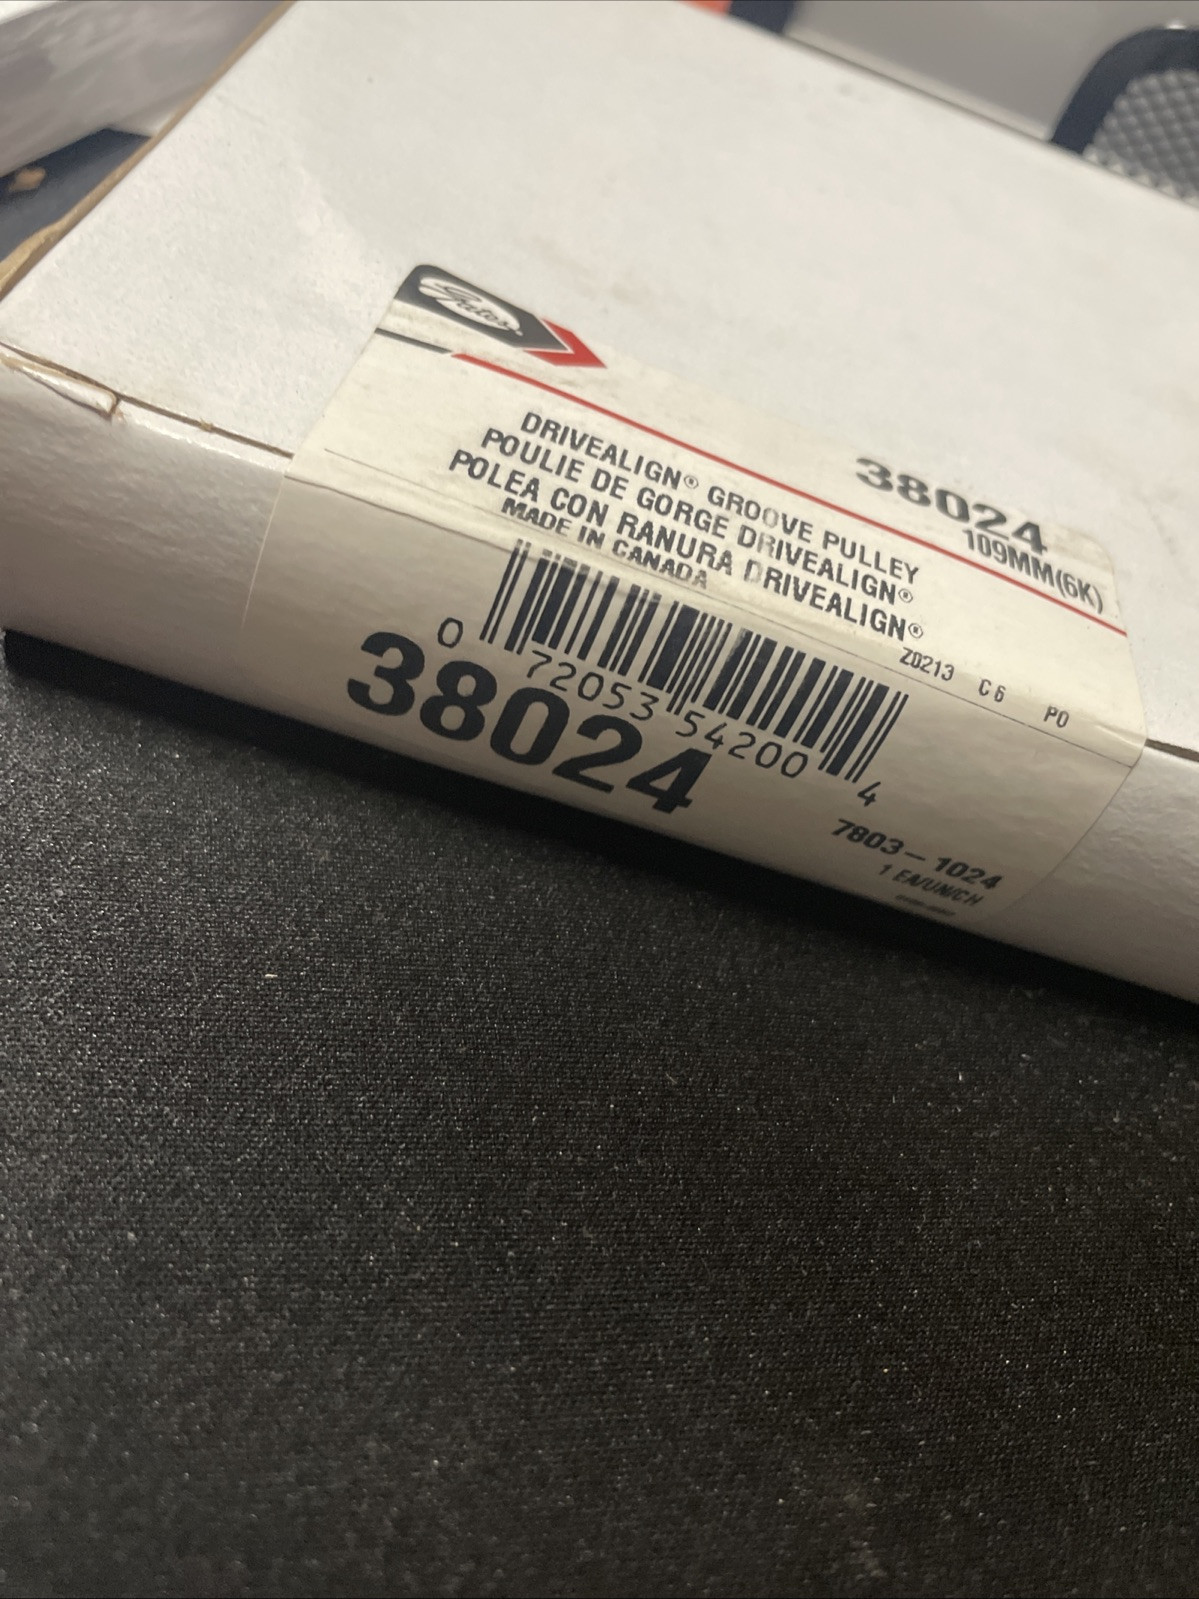 Gates
38024
109MM(6K)
DRIVEALIGN® GROOVE PULLEY
POULIE DE GORGE DRIVEALIGN®
POLEA CON RANURA DRIVEALIGN®
MADE IN CANADA
Z0213 C6 P0
0 72053 54200 4
38024
7803-1024
1 EA/UN/CH